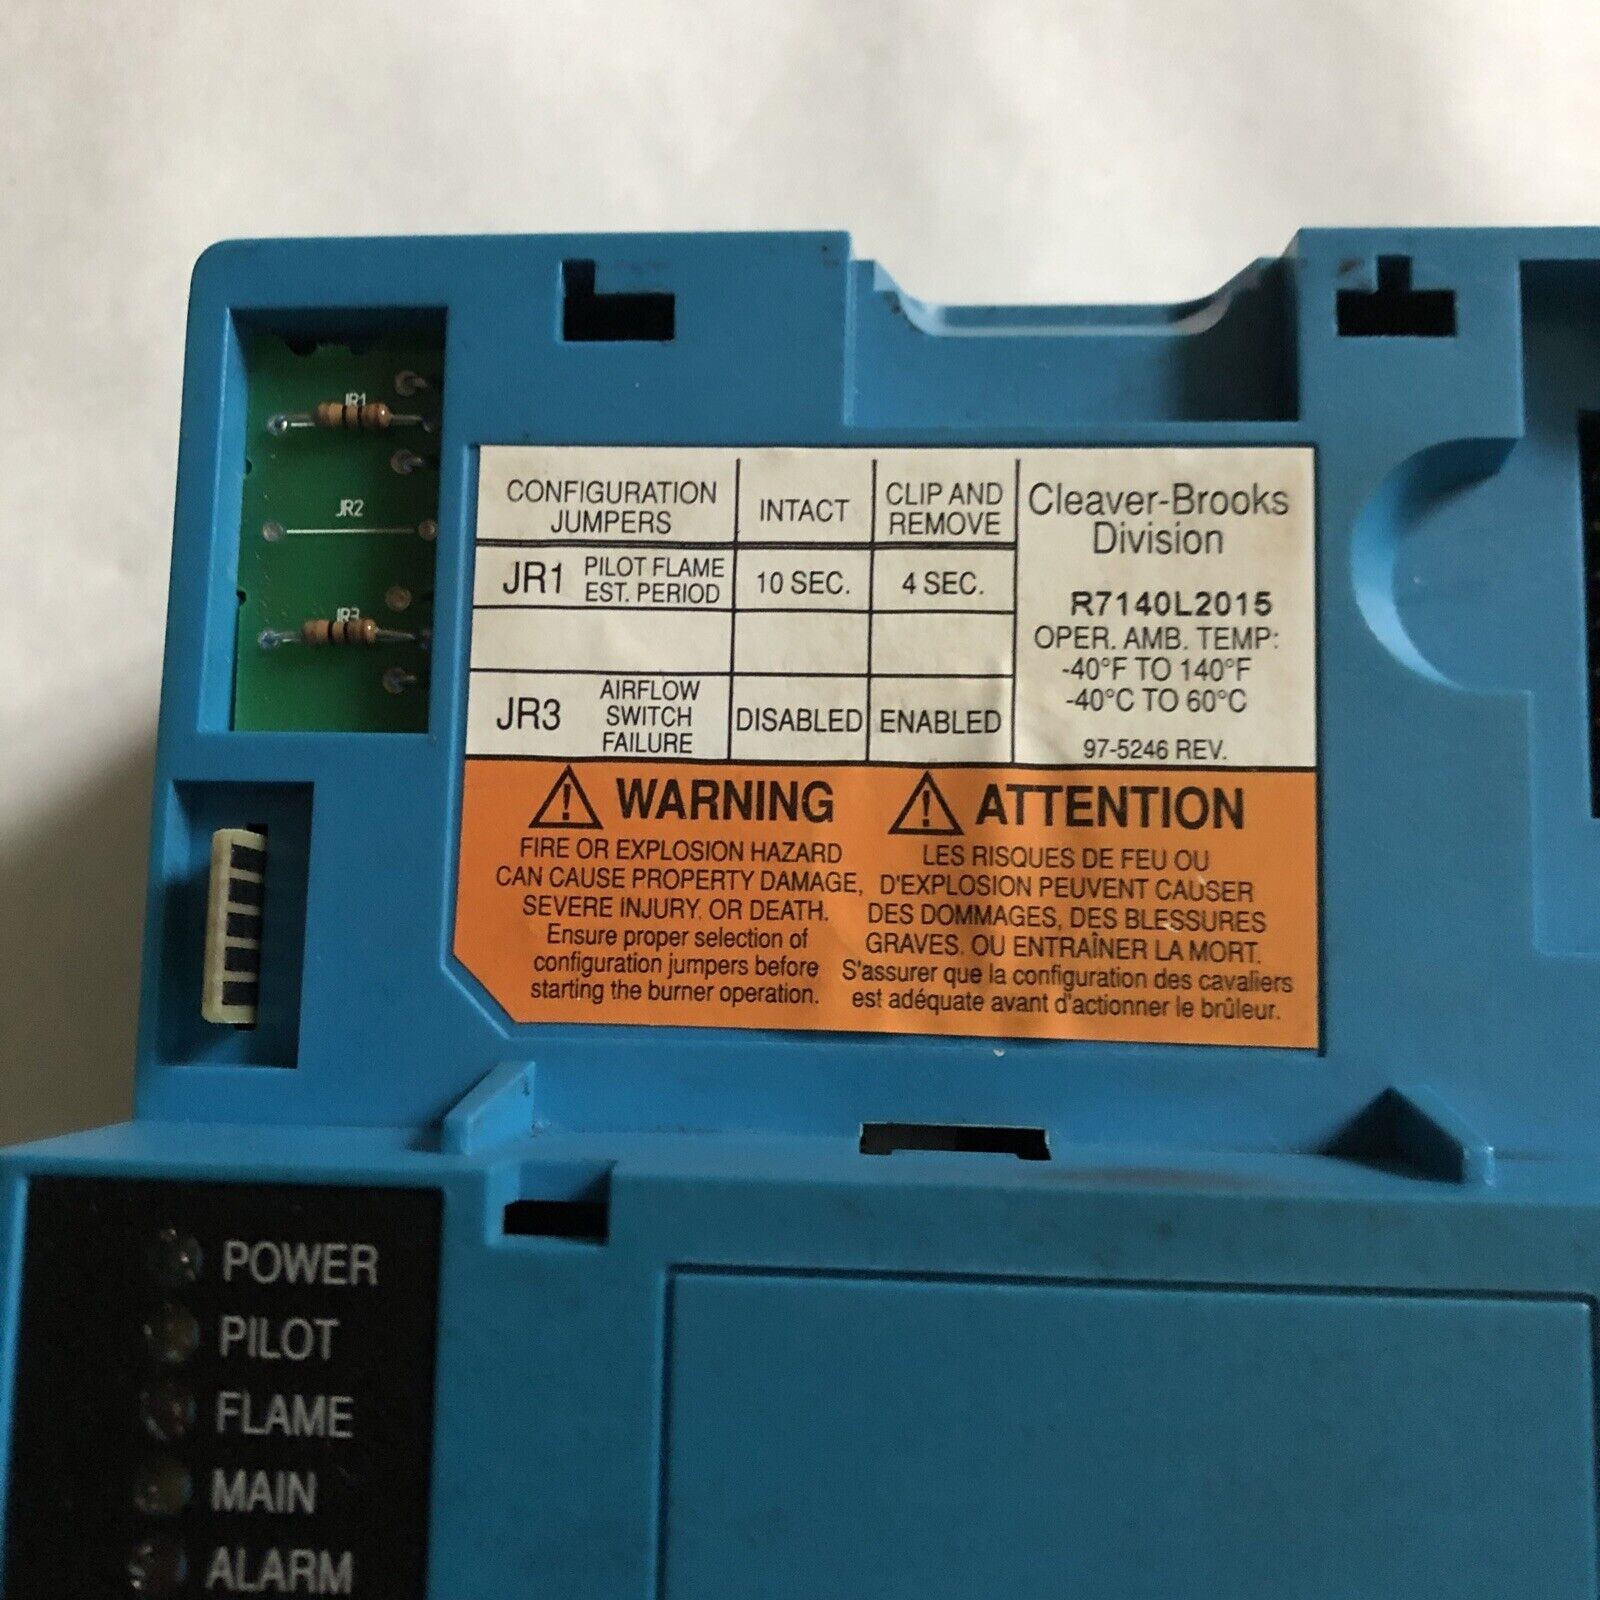 JR1
JR2
JR3
CONFIGURATION JUMPERS
INTACT
CLIP AND REMOVE
JR1 PILOT FLAME EST. PERIOD
10 SEC.
4 SEC.
JR3 AIRFLOW SWITCH FAILURE
DISABLED
ENABLED
Cleaver-Brooks
Division
R7140L2015
OPER. AMB. TEMP:
-40°F TO 140°F
-40°C TO 60°C
97-5246 REV.
WARNING
FIRE OR EXPLOSION HAZARD
CAN CAUSE PROPERTY DAMAGE,
SEVERE INJURY, OR DEATH.
Ensure proper selection of
configuration jumpers before
starting the burner operation.
ATTENTION
LES RISQUES DE FEU OU
D'EXPLOSION PEUVENT CAUSER
DES DOMMAGES, DES BLESSURES
GRAVES, OU ENTRAÎNER LA MORT.
S'assurer que la configuration des cavaliers
est adéquate avant d'actionner le brûleur.
POWER
PILOT
FLAME
MAIN
ALARM